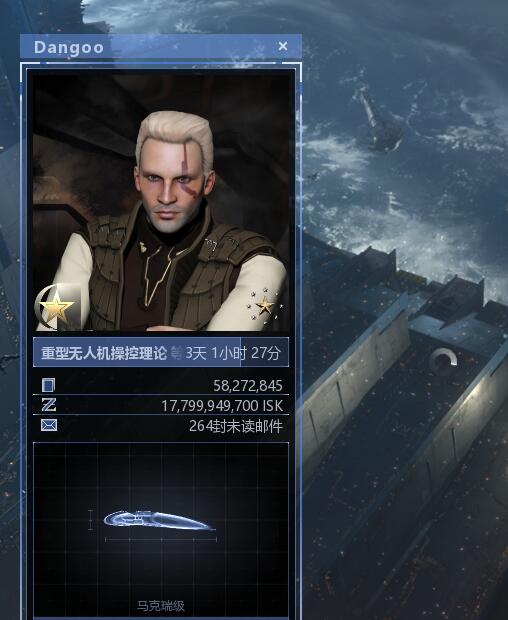 Dangoo
重型无人机操控理论 等 3天 1小时 27分
58,272,845
17,799,949,700 ISK
264封未读邮件
马克瑞级